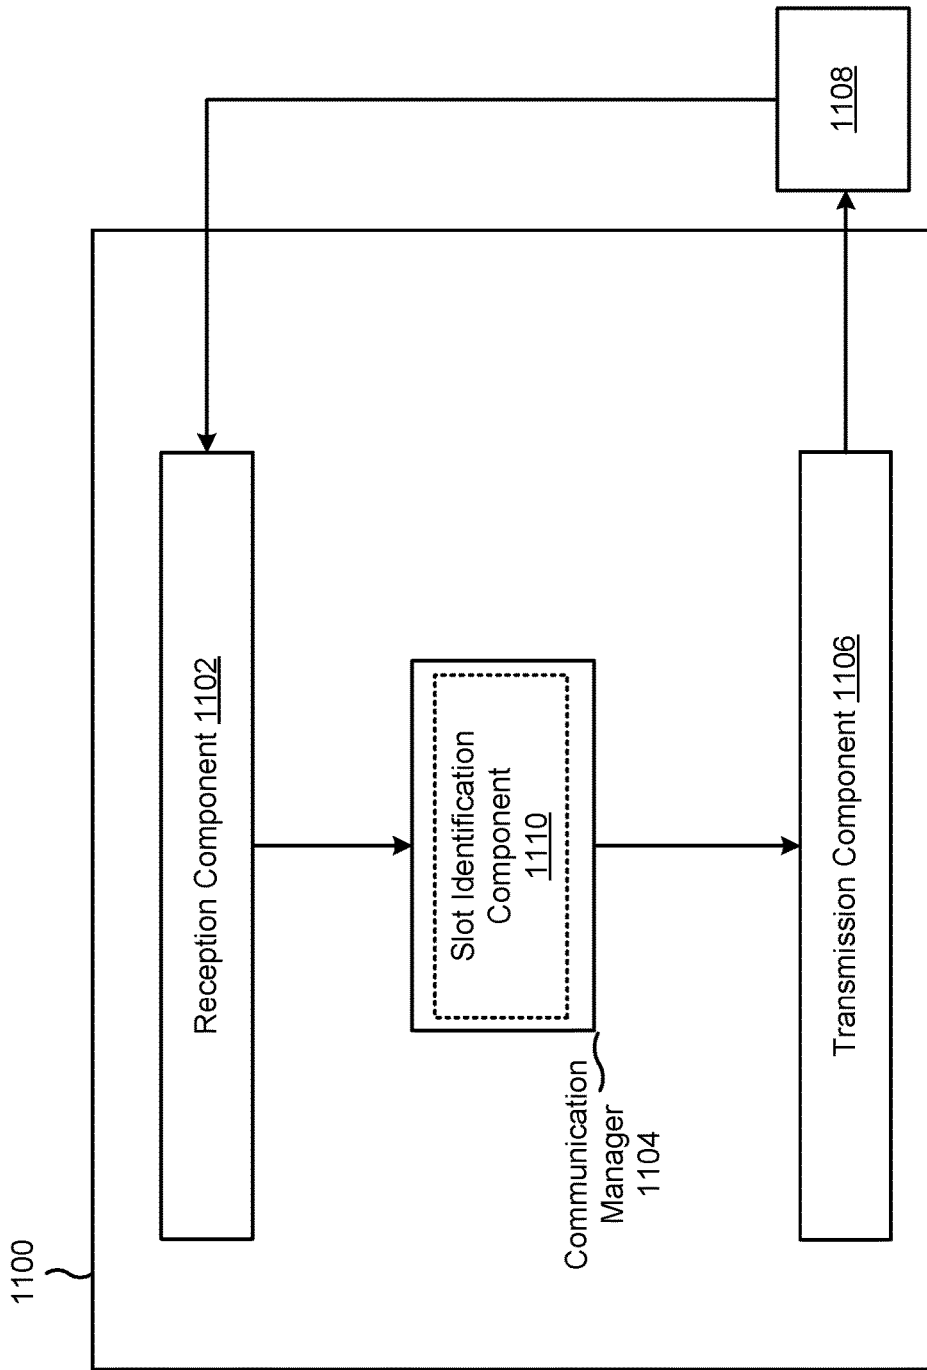 1100
Reception Component 1102
Slot Identification
Component
1110
Communication
Manager
1104
Transmission Component 1106
1108